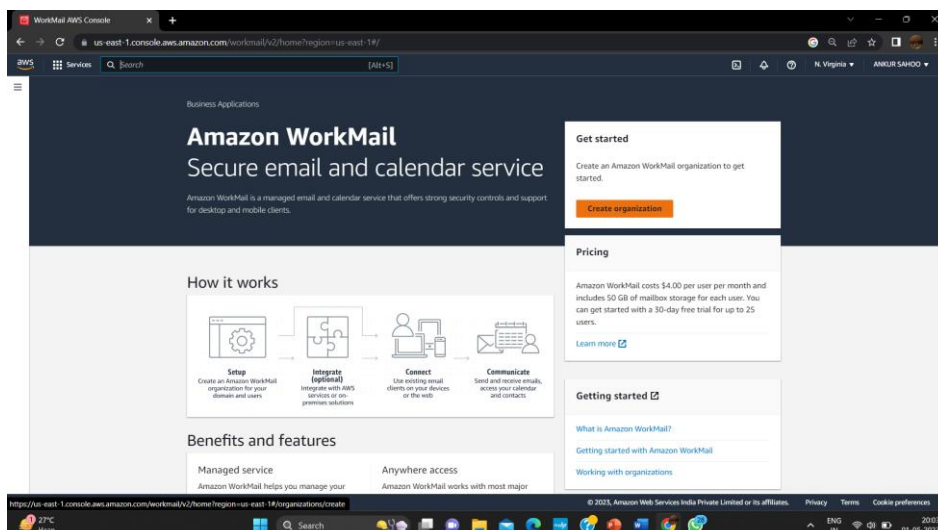 WorkMail AWS Console
us-east-1.console.aws.amazon.com/workmail/v2/home?region=us-east-1#/
aws
Services
Search
[Alt+S]
N. Virginia
ANKUR SAHOO
Business Applications
Amazon WorkMail
Secure email and calendar service
Amazon WorkMail is a managed email and calendar service that offers strong security controls and support
for desktop and mobile clients.
Get started
Create an Amazon WorkMail organization to get
started.
Create organization
Pricing
Amazon WorkMail costs $4.00 per user per month and
includes 50 GB of mailbox storage for each user. You
can get started with a 30-day free trial for up to 25
users.
Learn more
How it works
Setup
Create an Amazon WorkMail
organization for your
domain and users
Integrate
(optional)
Integrate with AWS
services or on-
premises solutions
Connect
Use existing email
clients on your devices
or the web
Communicate
Send and receive emails,
access your calendar
and contacts
Getting started
What is Amazon WorkMail?
Getting started with Amazon WorkMail
Working with organizations
Benefits and features
Managed service
Amazon WorkMail helps you manage your
Anywhere access
Amazon WorkMail works with most major
https://us-east-1.console.aws.amazon.com/workmail/v2/home?region=us-east-1#/organizations/create
© 2023, Amazon Web Services India Private Limited or its affiliates.
Privacy
Terms
Cookie preferences
27°C
Haze
Search
ENG
IN
20:03